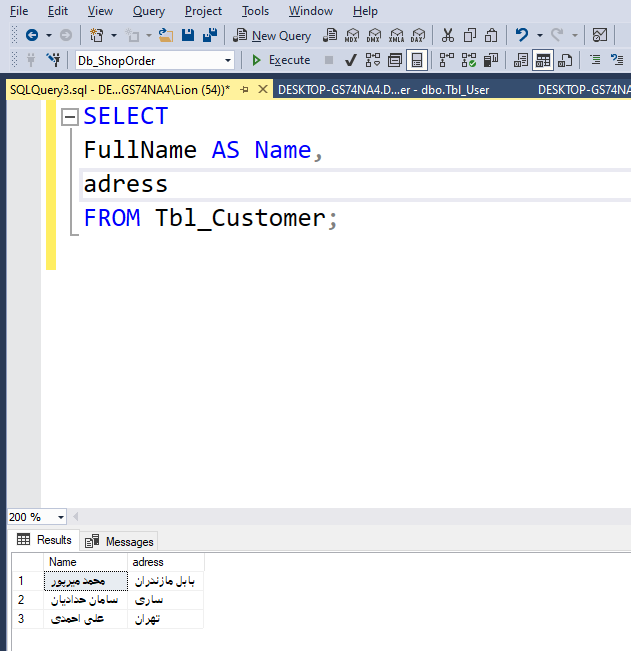 File Edit View Query Project Tools Window Help
New Query MDX DMX XMLA DAX
Db_ShopOrder Execute
SQLQuery3.sql - DE...GS74NA4\Lion (54))* DESKTOP-GS74NA4.D...er - dbo.Tbl_User DESKTOP-GS74NA
SELECT
FullName AS Name,
adress
FROM Tbl_Customer;
200 %
Results Messages
Name adress
1 محمد میرپور بابل مازندران
2 سامان حدادیان ساری
3 علی احمدی تهران